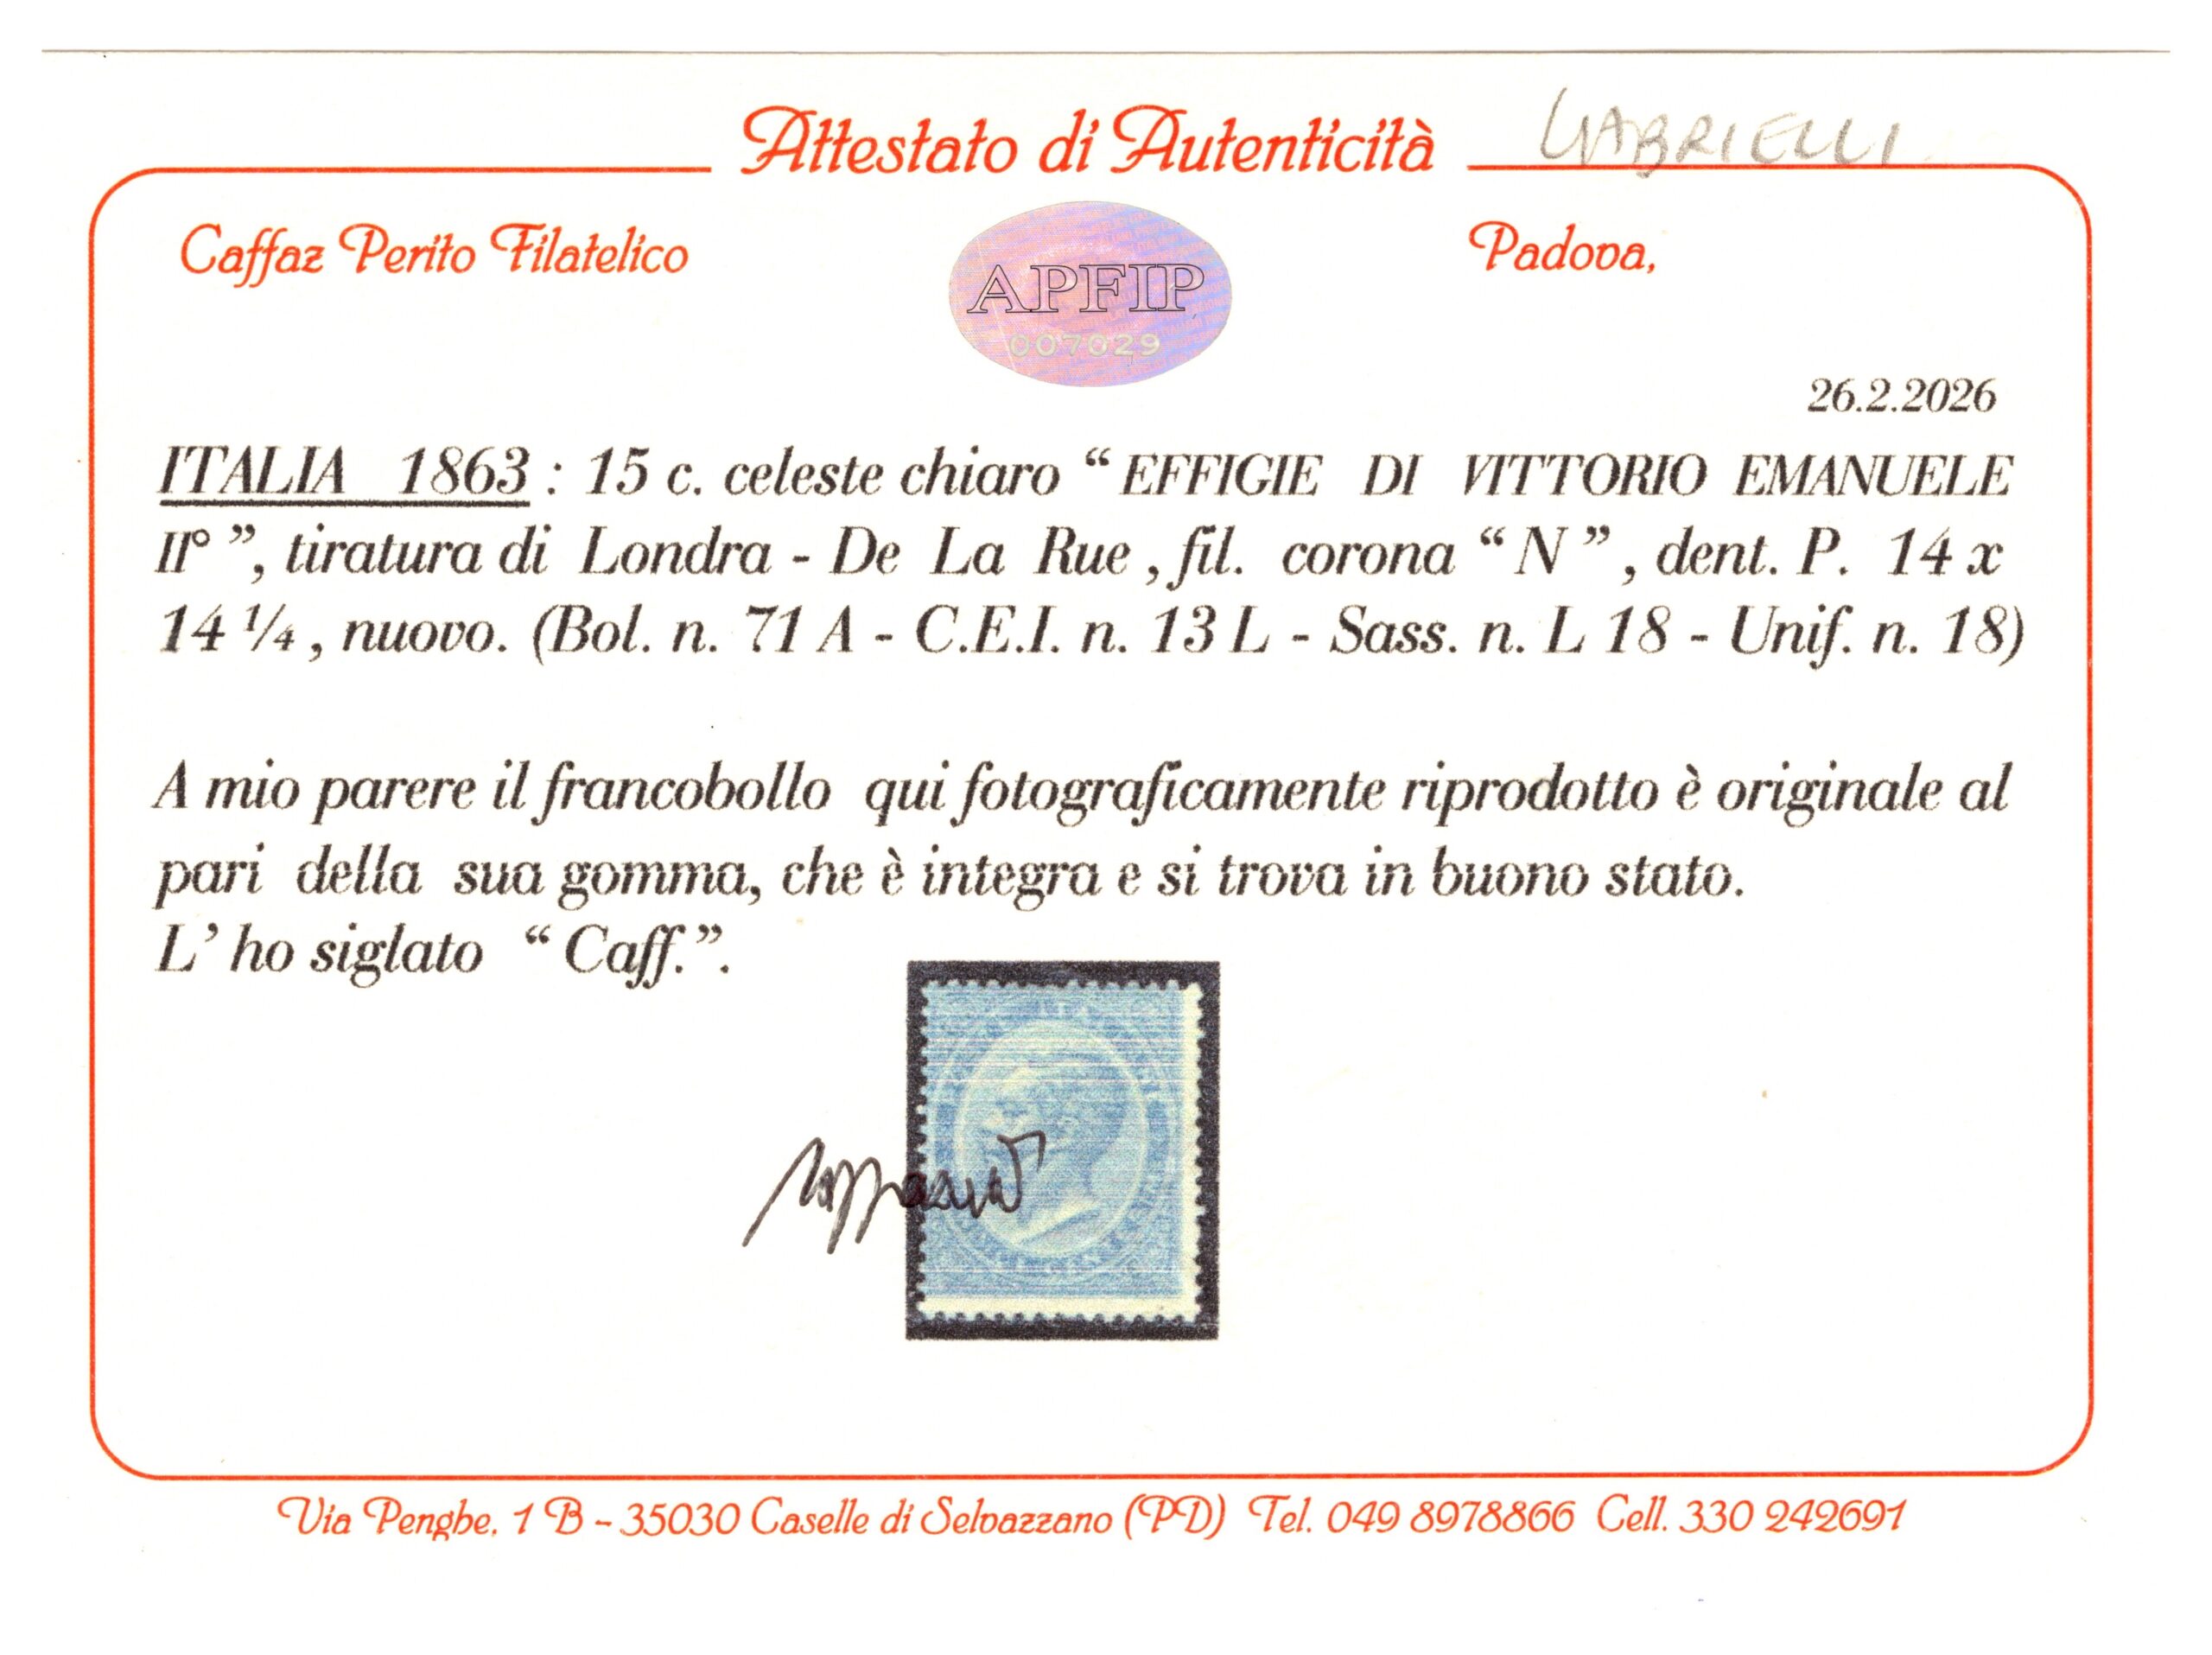 Attestato di Autenticità
GABRIELLI
Caffaz Perito Filatelico
APFIP
007029
Padova,
26.2.2026
ITALIA 1863 : 15 c. celeste chiaro “EFFIGIE DI VITTORIO EMANUELE
II° ”, tiratura di Londra - De La Rue , fil. corona “ N ” , dent. P. 14 x
14 ¼ , nuovo. (Bol. n. 71 A - C.E.I. n. 13 L - Sass. n. L 18 - Unif. n. 18)
A mio parere il francobollo qui fotograficamente riprodotto è originale al
pari della sua gomma, che è integra e si trova in buono stato.
L’ ho siglato “ Caff.”.
Via Penghe, 1 B - 35030 Caselle di Selvazzano (PD) Tel. 049 8978866 Cell. 330 242691